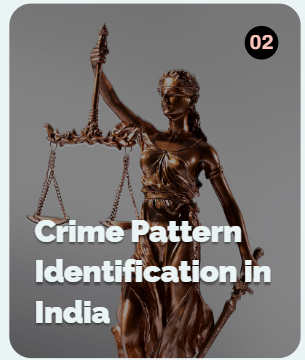 02
Crime Pattern
Identification in
India